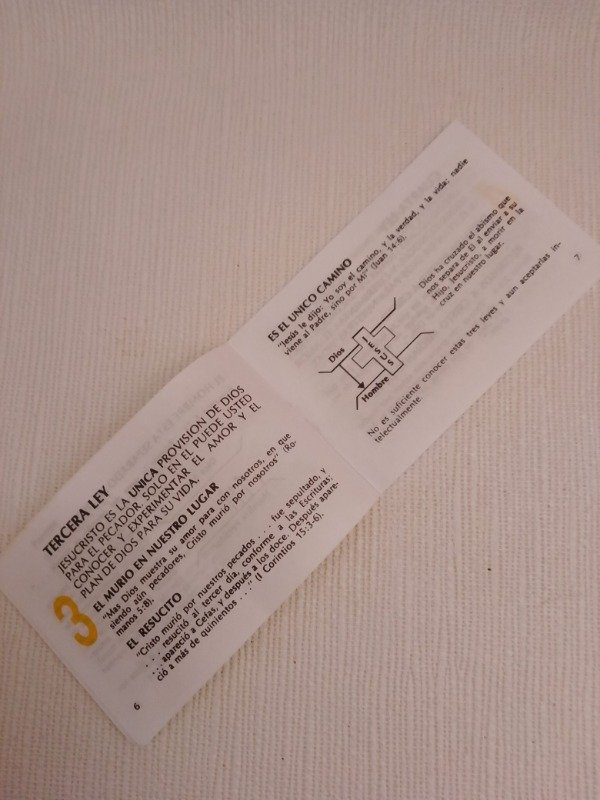 3
TERCERA LEY
JESUCRISTO ES LA UNICA PROVISION DE DIOS
PARA EL PECADOR. SOLO EN EL PUEDE USTED
CONOCER Y EXPERIMENTAR EL AMOR Y EL
PLAN DE DIOS PARA SU VIDA.
EL MURIO EN NUESTRO LUGAR
"Mas Dios muestra su amor para con nosotros, en que
siendo aún pecadores, Cristo murió por nosotros" (Ro-
manos 5:8).
EL RESUCITO
"Cristo murió por nuestros pecados . . . fue sepultado, y
. . . resucitó al tercer día, conforme a las Escrituras;
. . . apareció a Cefas, y después a los doce. Después apare-
ció a más de quinientos . . ." (I Corintios 15:3-6).
6
ES EL UNICO CAMINO
"Jesús le dijo: Yo soy el camino, y la verdad, y la vida; nadie
viene al Padre, sino por Mí" (Juan 14:6).
Dios
JESUS
Hombre
Dios ha cruzado el abismo que
nos separa de El al enviar a su
Hijo, Jesucristo, a morir en la
cruz en nuestro lugar.
No es suficiente conocer estas tres leyes y aun aceptarlas in-
telectualmente.
7